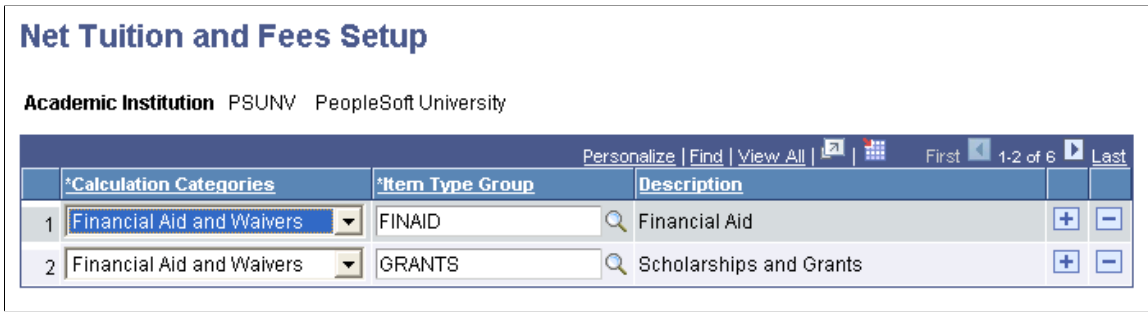 Net Tuition and Fees Setup
Academic Institution PSUNV PeopleSoft University
Personalize | Find | View All | | First 1-2 of 6 Last
*Calculation Categories *Item Type Group Description
1 Financial Aid and Waivers FINAID Financial Aid
2 Financial Aid and Waivers GRANTS Scholarships and Grants